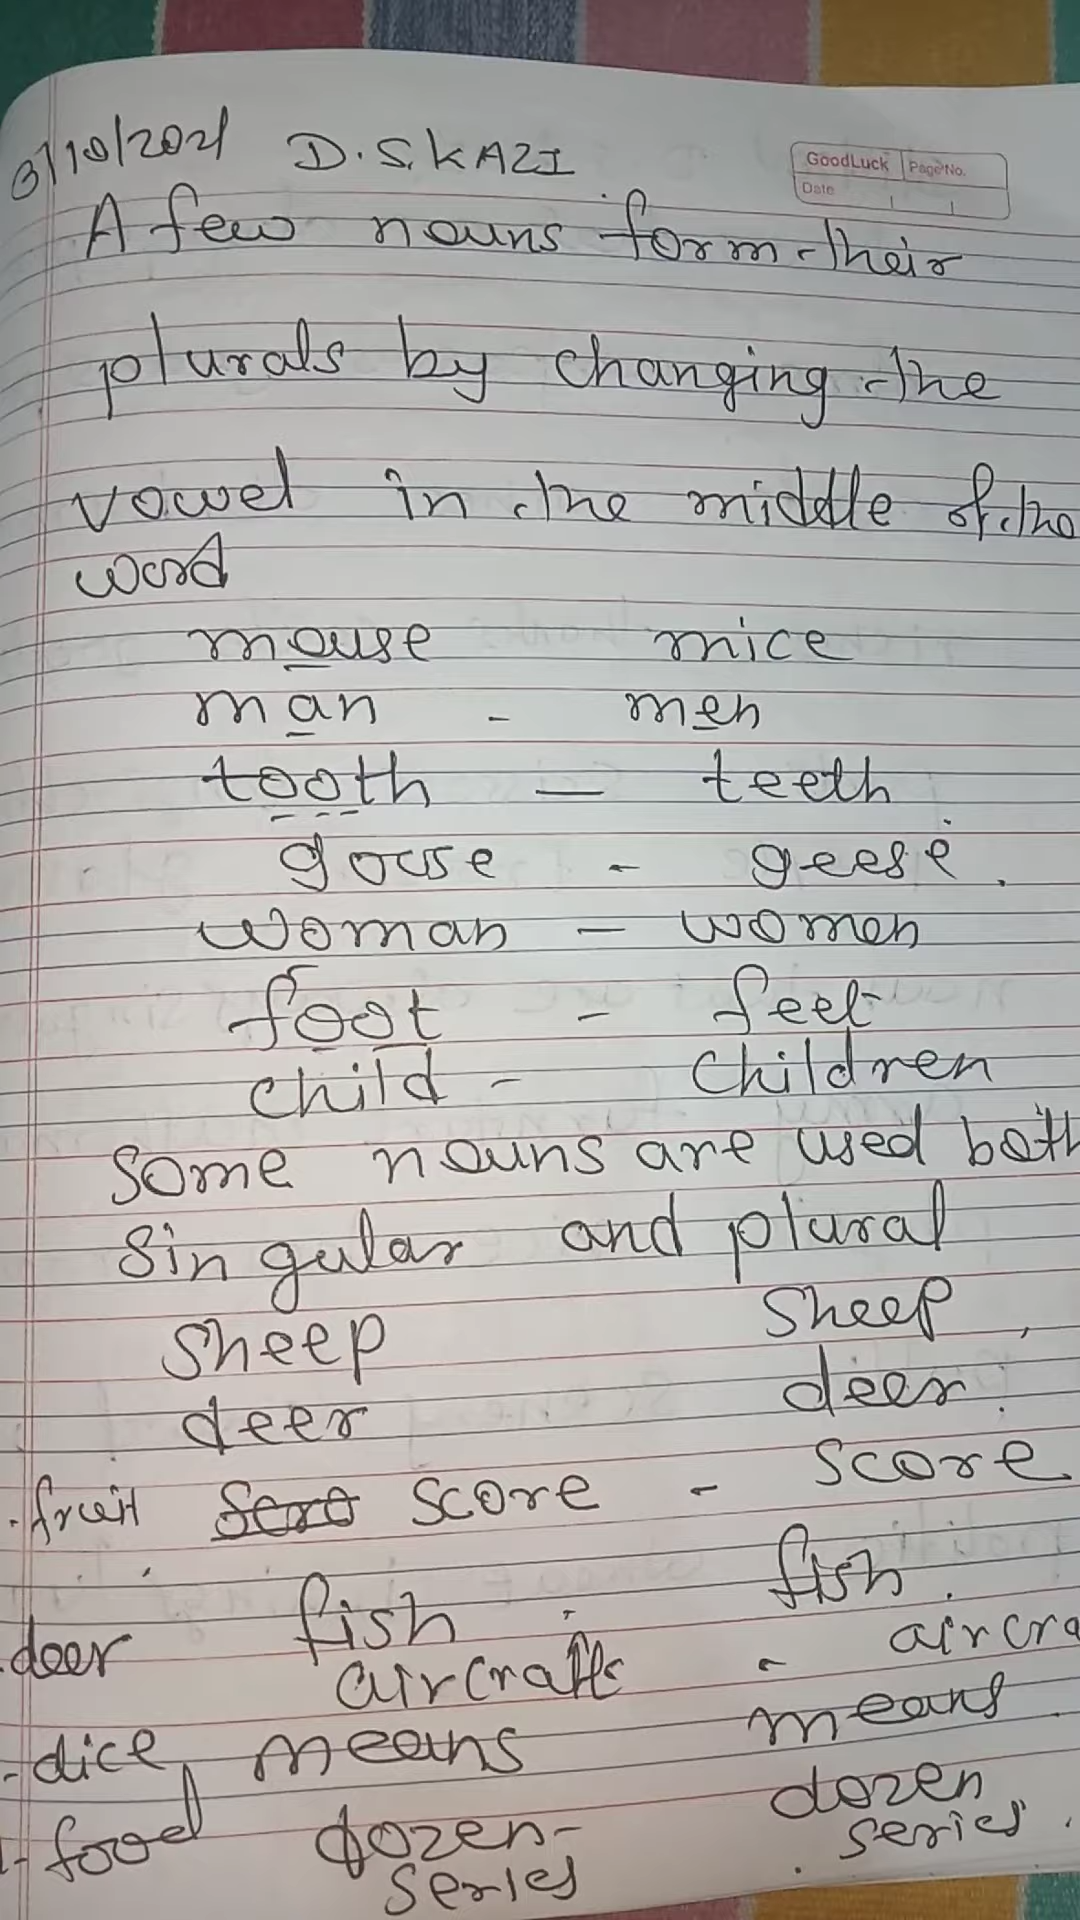 3/10/2021 D.S.KAZI
GoodLuck Page No.
Date
A few nouns form their
plurals by changing the
vowel in the middle of the
word
mouse mice
man - men
tooth — teeth
goose - geese.
woman - women
foot - feet
child - children
Some nouns are used both
singular and plural
sheep sheep,
deer deer.
fruit score - score
deer fish - fish.
aircraft - aircra
dice, means means.
food dozen - dozen
series series.